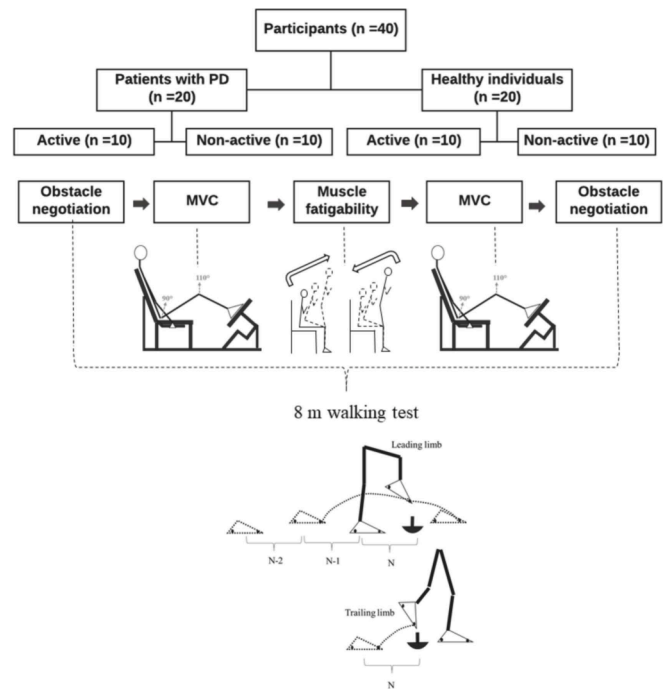 Participants (n =40)
Patients with PD
(n =20)
Healthy individuals
(n =20)
Active (n =10)
Non-active (n =10)
Active (n =10)
Non-active (n =10)
Obstacle
negotiation
MVC
Muscle
fatigability
MVC
Obstacle
negotiation
90°
110°
90°
110°
8 m walking test
Leading limb
N-2
N-1
N
Trailing limb
N